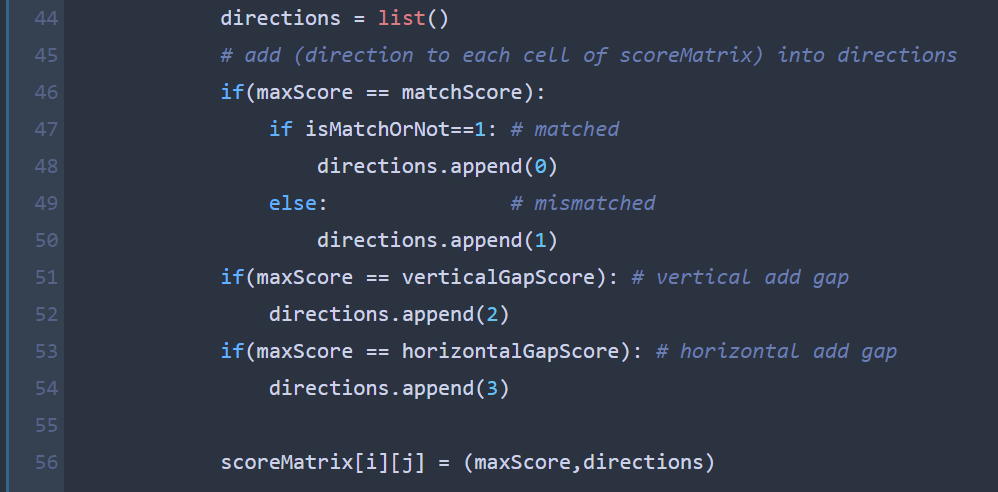 44 directions = list()
45 # add (direction to each cell of scoreMatrix) into directions
46 if(maxScore == matchScore):
47 if isMatchOrNot==1: # matched
48 directions.append(0)
49 else: # mismatched
50 directions.append(1)
51 if(maxScore == verticalGapScore): # vertical add gap
52 directions.append(2)
53 if(maxScore == horizontalGapScore): # horizontal add gap
54 directions.append(3)
55
56 scoreMatrix[i][j] = (maxScore,directions)